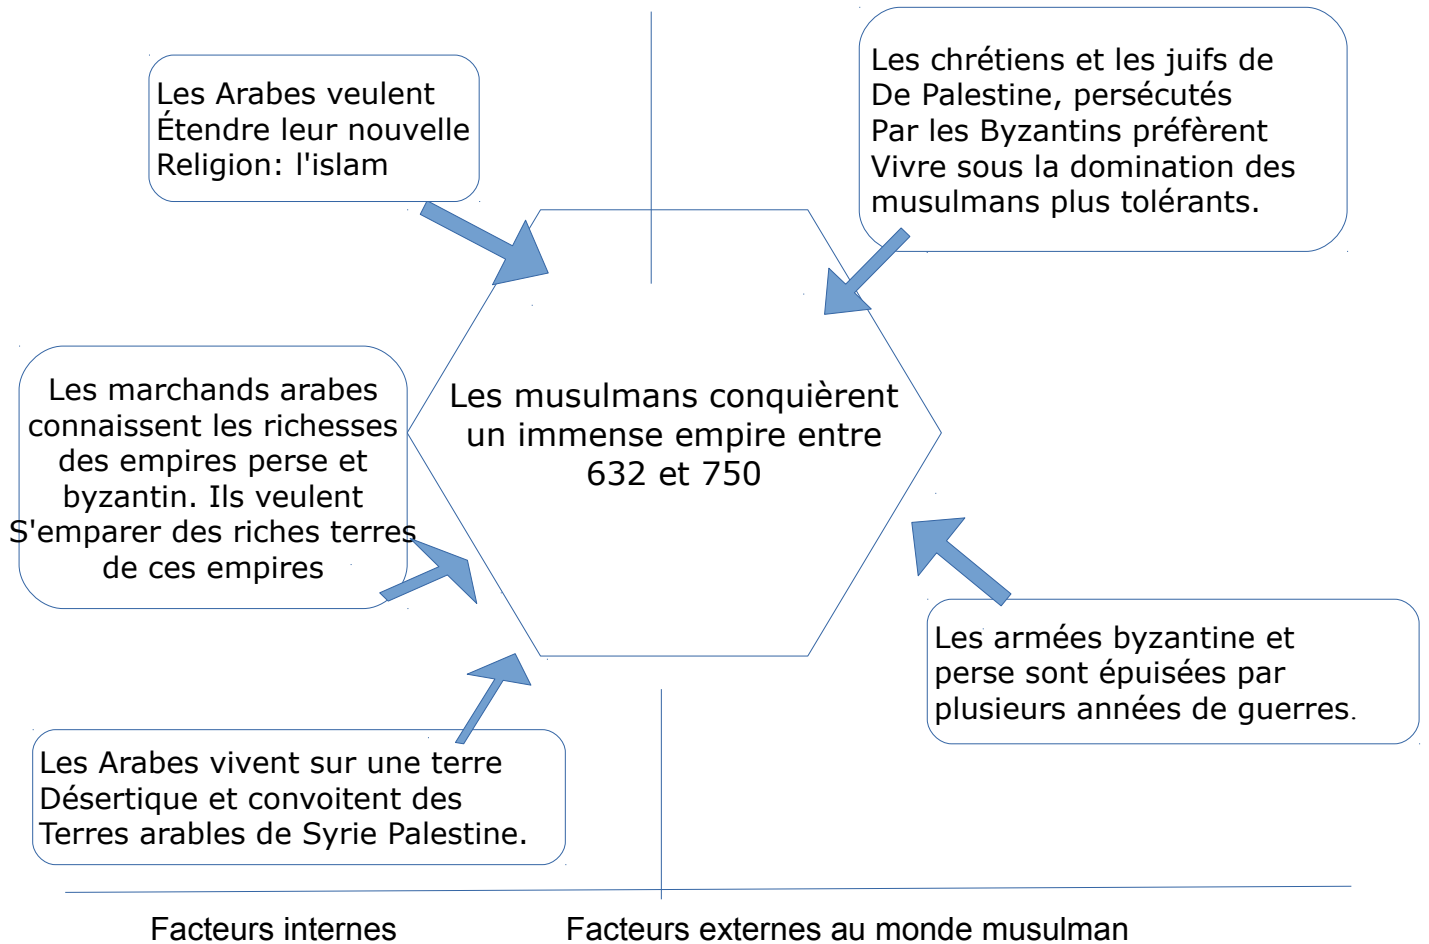 Les Arabes veulent
Étendre leur nouvelle
Religion: l'islam
Les chrétiens et les juifs de
De Palestine, persécutés
Par les Byzantins préfèrent
Vivre sous la domination des
musulmans plus tolérants.
Les marchands arabes
connaissent les richesses
des empires perse et
byzantin. Ils veulent
S'emparer des riches terres
de ces empires
Les musulmans conquièrent
un immense empire entre
632 et 750
Les armées byzantine et
perse sont épuisées par
plusieurs années de guerres.
Les Arabes vivent sur une terre
Désertique et convoitent des
Terres arables de Syrie Palestine.
Facteurs internes
Facteurs externes au monde musulman